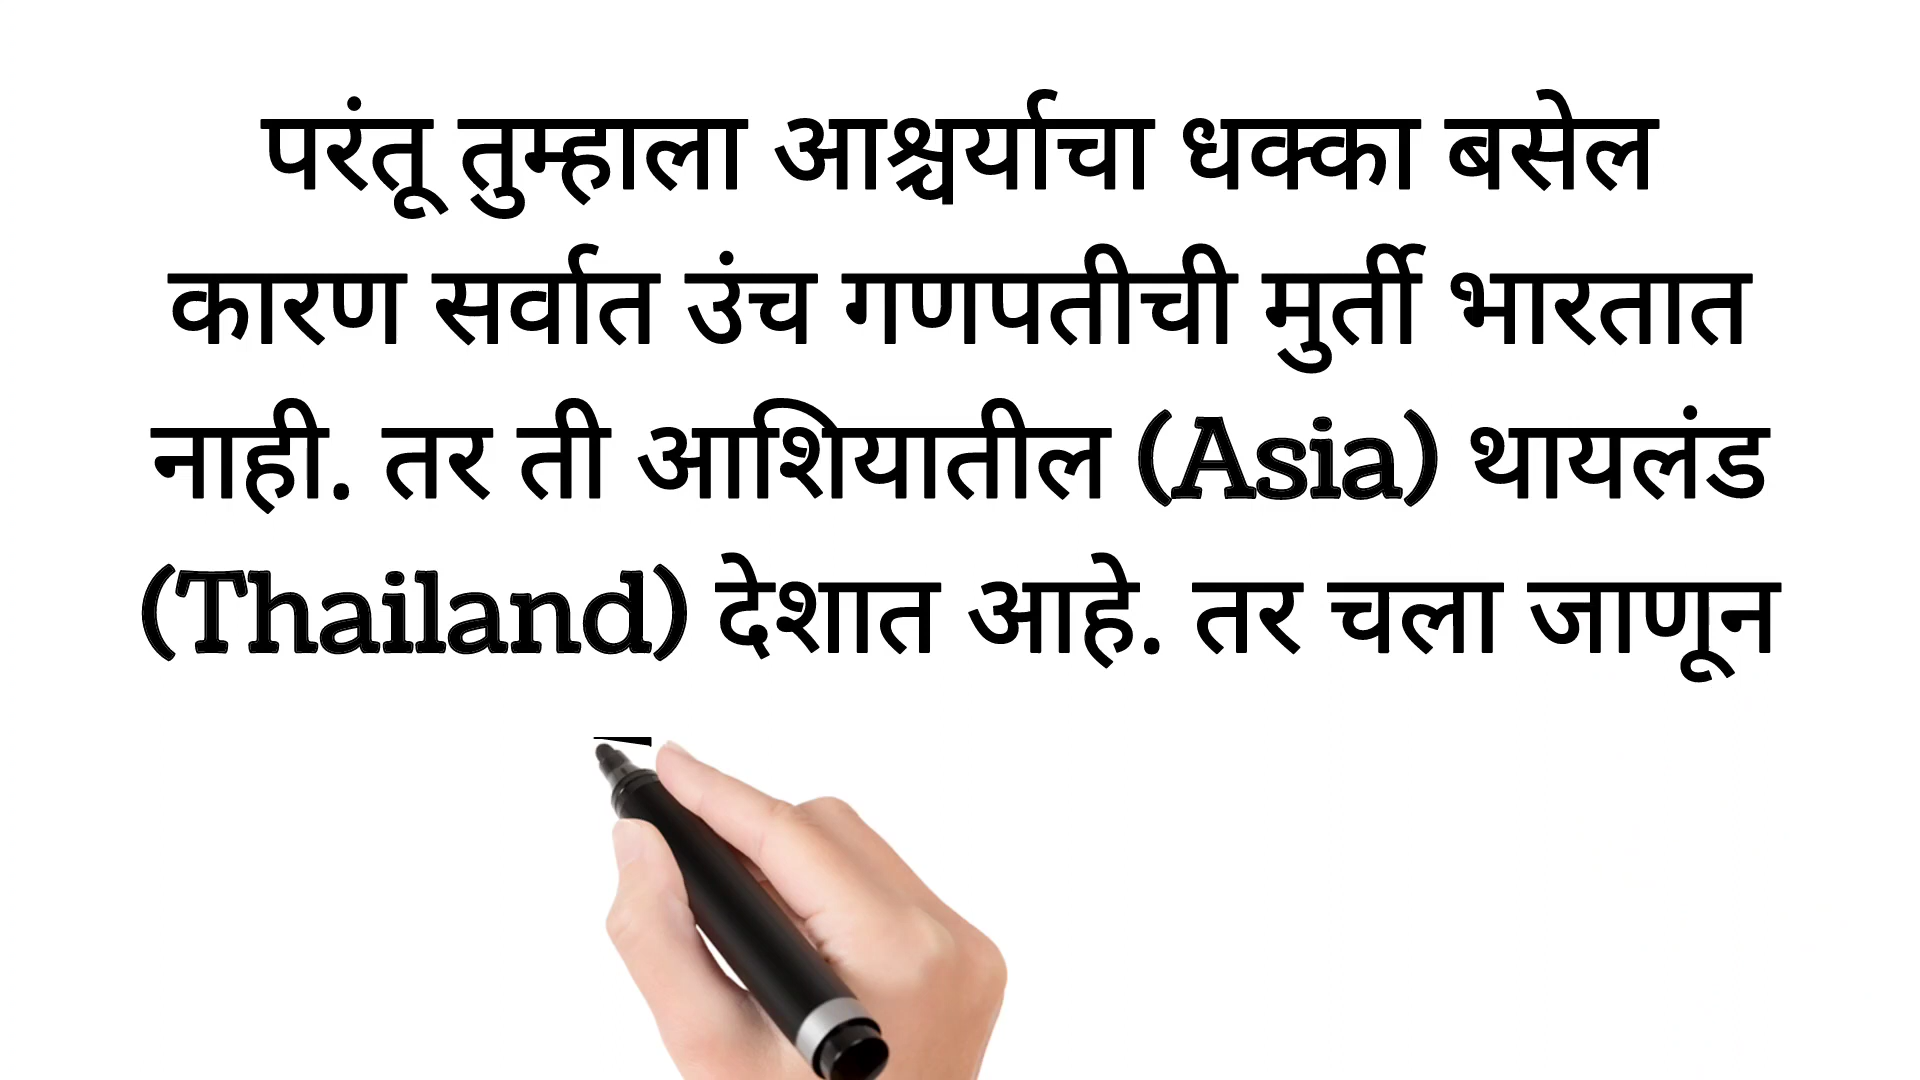 परंतू तुम्हाला आश्चर्याचा धक्का बसेल
कारण सर्वात उंच गणपतीची मुर्ती भारतात
नाही. तर ती आशियातील (Asia) थायलंड
(Thailand) देशात आहे. तर चला जाणून